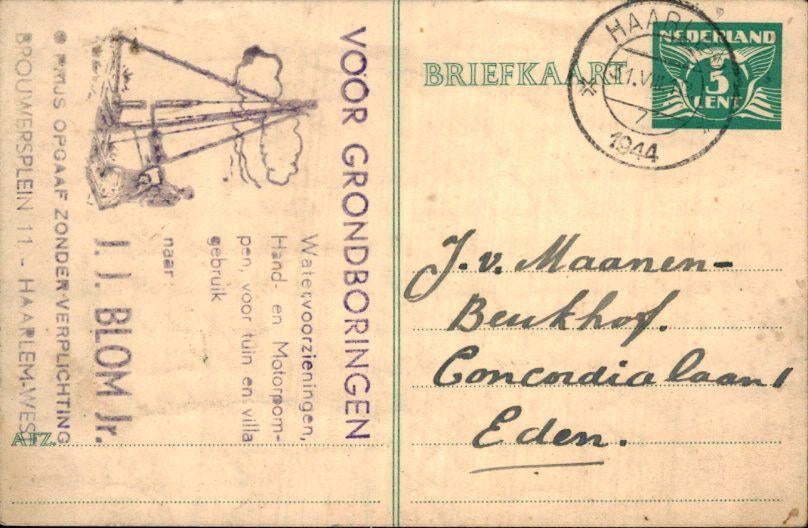 VOOR GRONDBORINGEN
Watervoorzieningen,
Hand- en Motorpom-
pen, voor tuin en villa
gebruik
naar
J. J. BLOM Jr.
PRIJS OPGAAF ZONDER VERPLICHTING
BROUWERSPLEIN 11. - HAARLEM-WEST
AFZ.
BRIEFKAART
NEDERLAND
5
CENT
HAARL
1944
J. v. Maanen-
Beukhof.
Concordialaan 1
Eden.